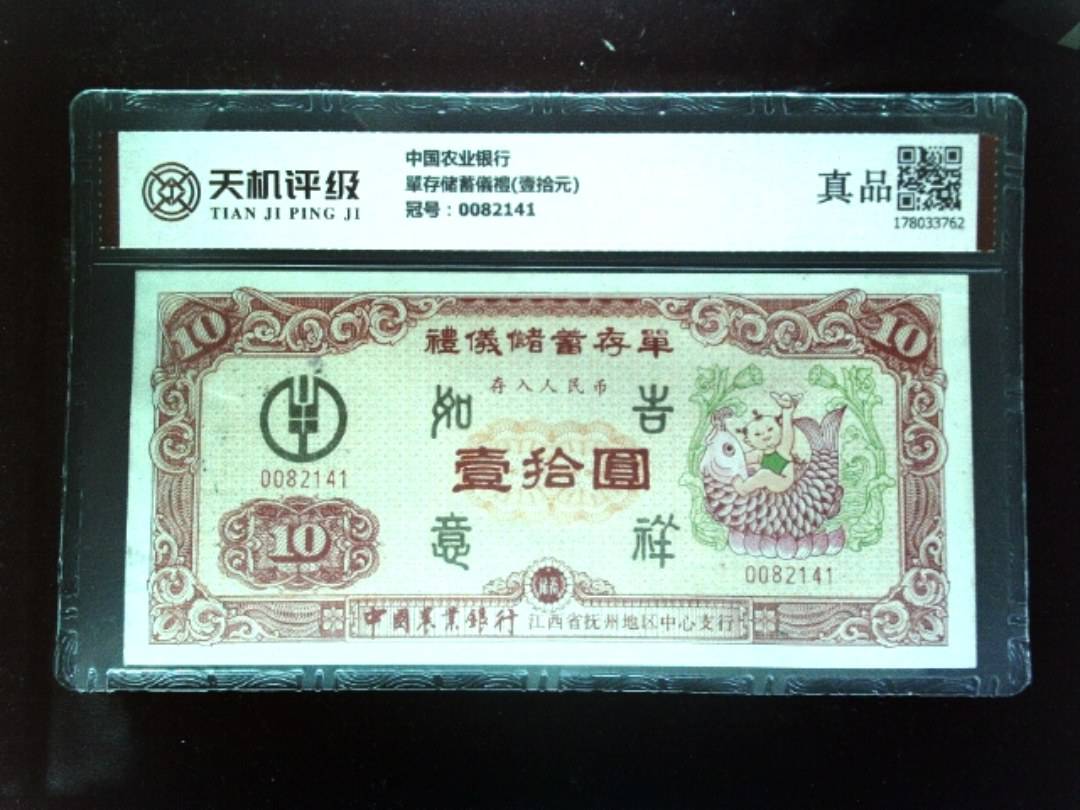 天机评级
TIAN JI PING JI
中国农业银行
單存储蓄儀禮(壹拾元)
冠号：0082141
真品
178033762
10
10
禮儀儲蓄存單
存入人民币
如 吉
壹拾圓
意 祥
0082141
10
0082141
中國農業銀行 江西省抚州地区中心支行